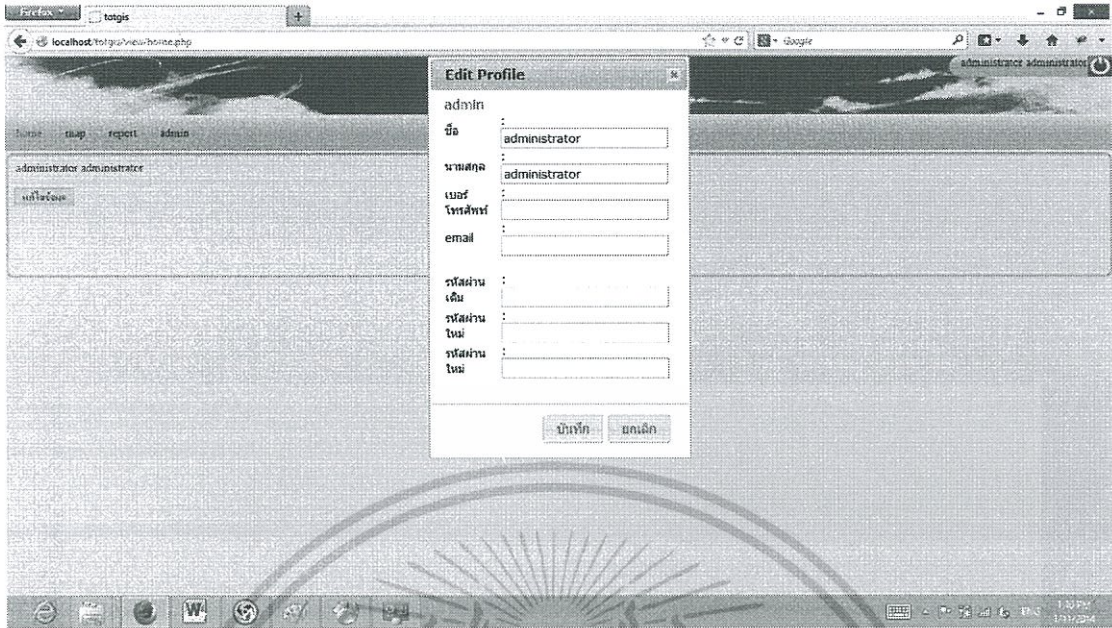 Firefox
totgis
localhost/totgis/view/home.php
Google
administrator administrator
home map report admin
administrator administrator
แก้ไขข้อมูล
Edit Profile
admin
ชื่อ : administrator
นามสกุล : administrator
เบอร์โทรศัพท์ :
email :
รหัสผ่านเดิม :
รหัสผ่านใหม่ :
รหัสผ่านใหม่ :
บันทึก ยกเลิก
ENG